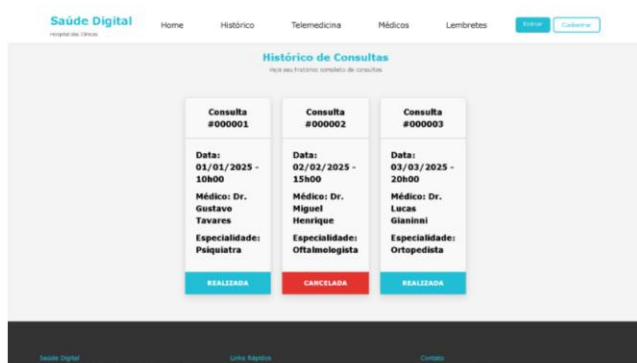 Saúde Digital
Hospital das Clínicas
Home Histórico Telemedicina Médicos Lembretes Entrar Cadastrar
Histórico de Consultas
Veja seu histórico completo de consultas
Consulta
#000001
Data:
01/01/2025 -
10h00
Médico: Dr.
Gustavo
Tavares
Especialidade:
Psiquiatra
REALIZADA
Consulta
#000002
Data:
02/02/2025 -
15h00
Médico: Dr.
Miguel
Henrique
Especialidade:
Oftalmologista
CANCELADA
Consulta
#000003
Data:
03/03/2025 -
20h00
Médico: Dr.
Lucas
Gianinni
Especialidade:
Ortopedista
REALIZADA
Saúde Digital Links Rápidos Contato